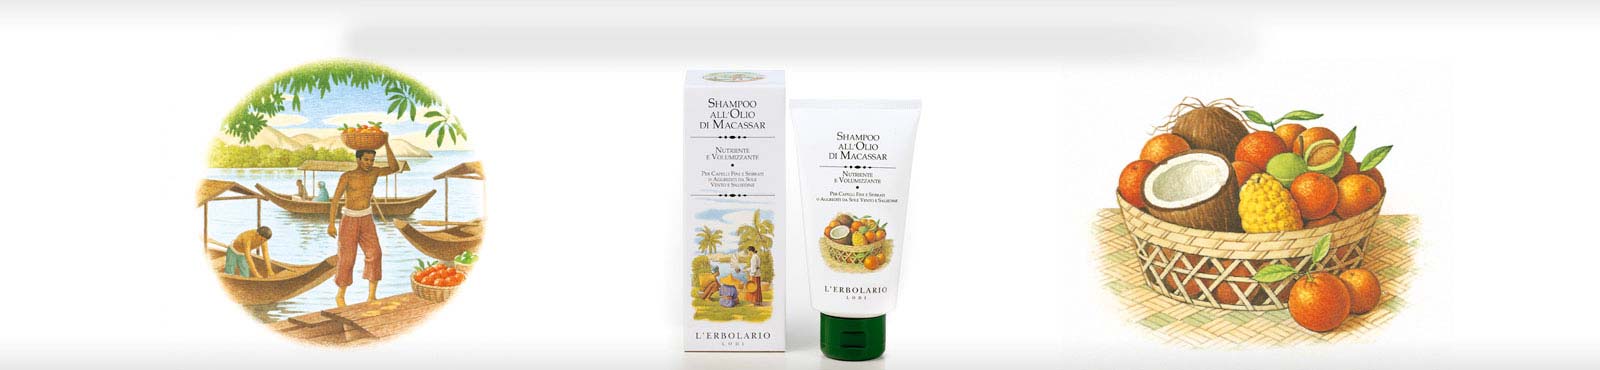 SHAMPOO
ALL'OLIO
DI MACASSAR
NUTRIENTE
E VOLUMIZZANTE
PER CAPELLI FINI E SFIBRATI
O AGGREDITI DA SOLE
VENTO E SALSEDINE
L'ERBOLARIO
LODI
SHAMPOO
ALL'OLIO
DI MACASSAR
NUTRIENTE
E VOLUMIZZANTE
PER CAPELLI FINI E SFIBRATI
O AGGREDITI DA SOLE VENTO E SALSEDINE
L'ERBOLARIO
LODI